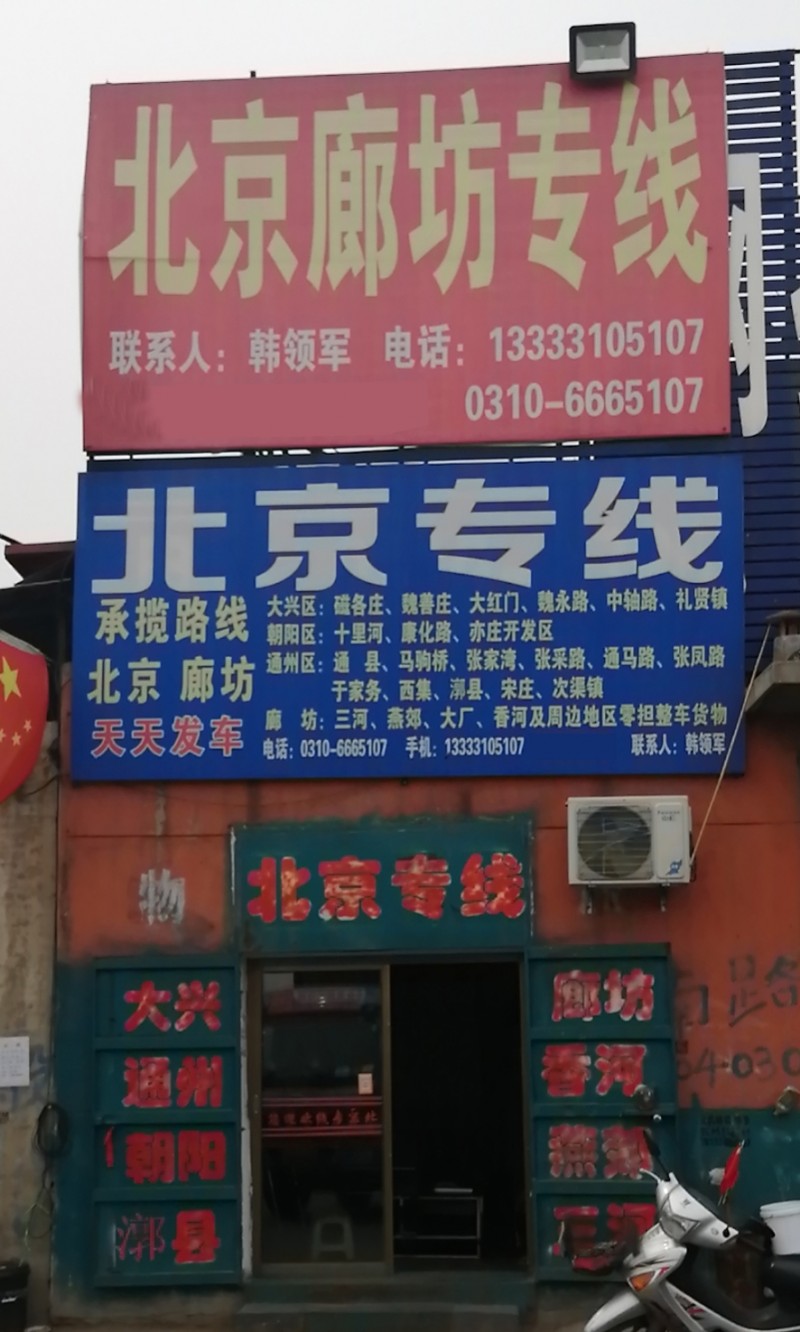 北京廊坊专线
联系人：韩领军 电话：13333105107
0310-6665107
北京专线
承揽路线
北京 廊坊
天天发车
大兴区：磁各庄、魏善庄、大红门、魏永路、中轴路、礼贤镇
朝阳区：十里河、康化路、亦庄开发区
通州区：通 县、马驹桥、张家湾、张采路、通马路、张凤路
于家务、西集、漷县、宋庄、次渠镇
廊 坊：三河、燕郊、大厂、香河及周边地区零担整车货物
电话：0310-6665107 手机：13333105107 联系人：韩领军
物
北京专线
大兴
通州
朝阳
漷县
廊坊
香河
燕郊
三河